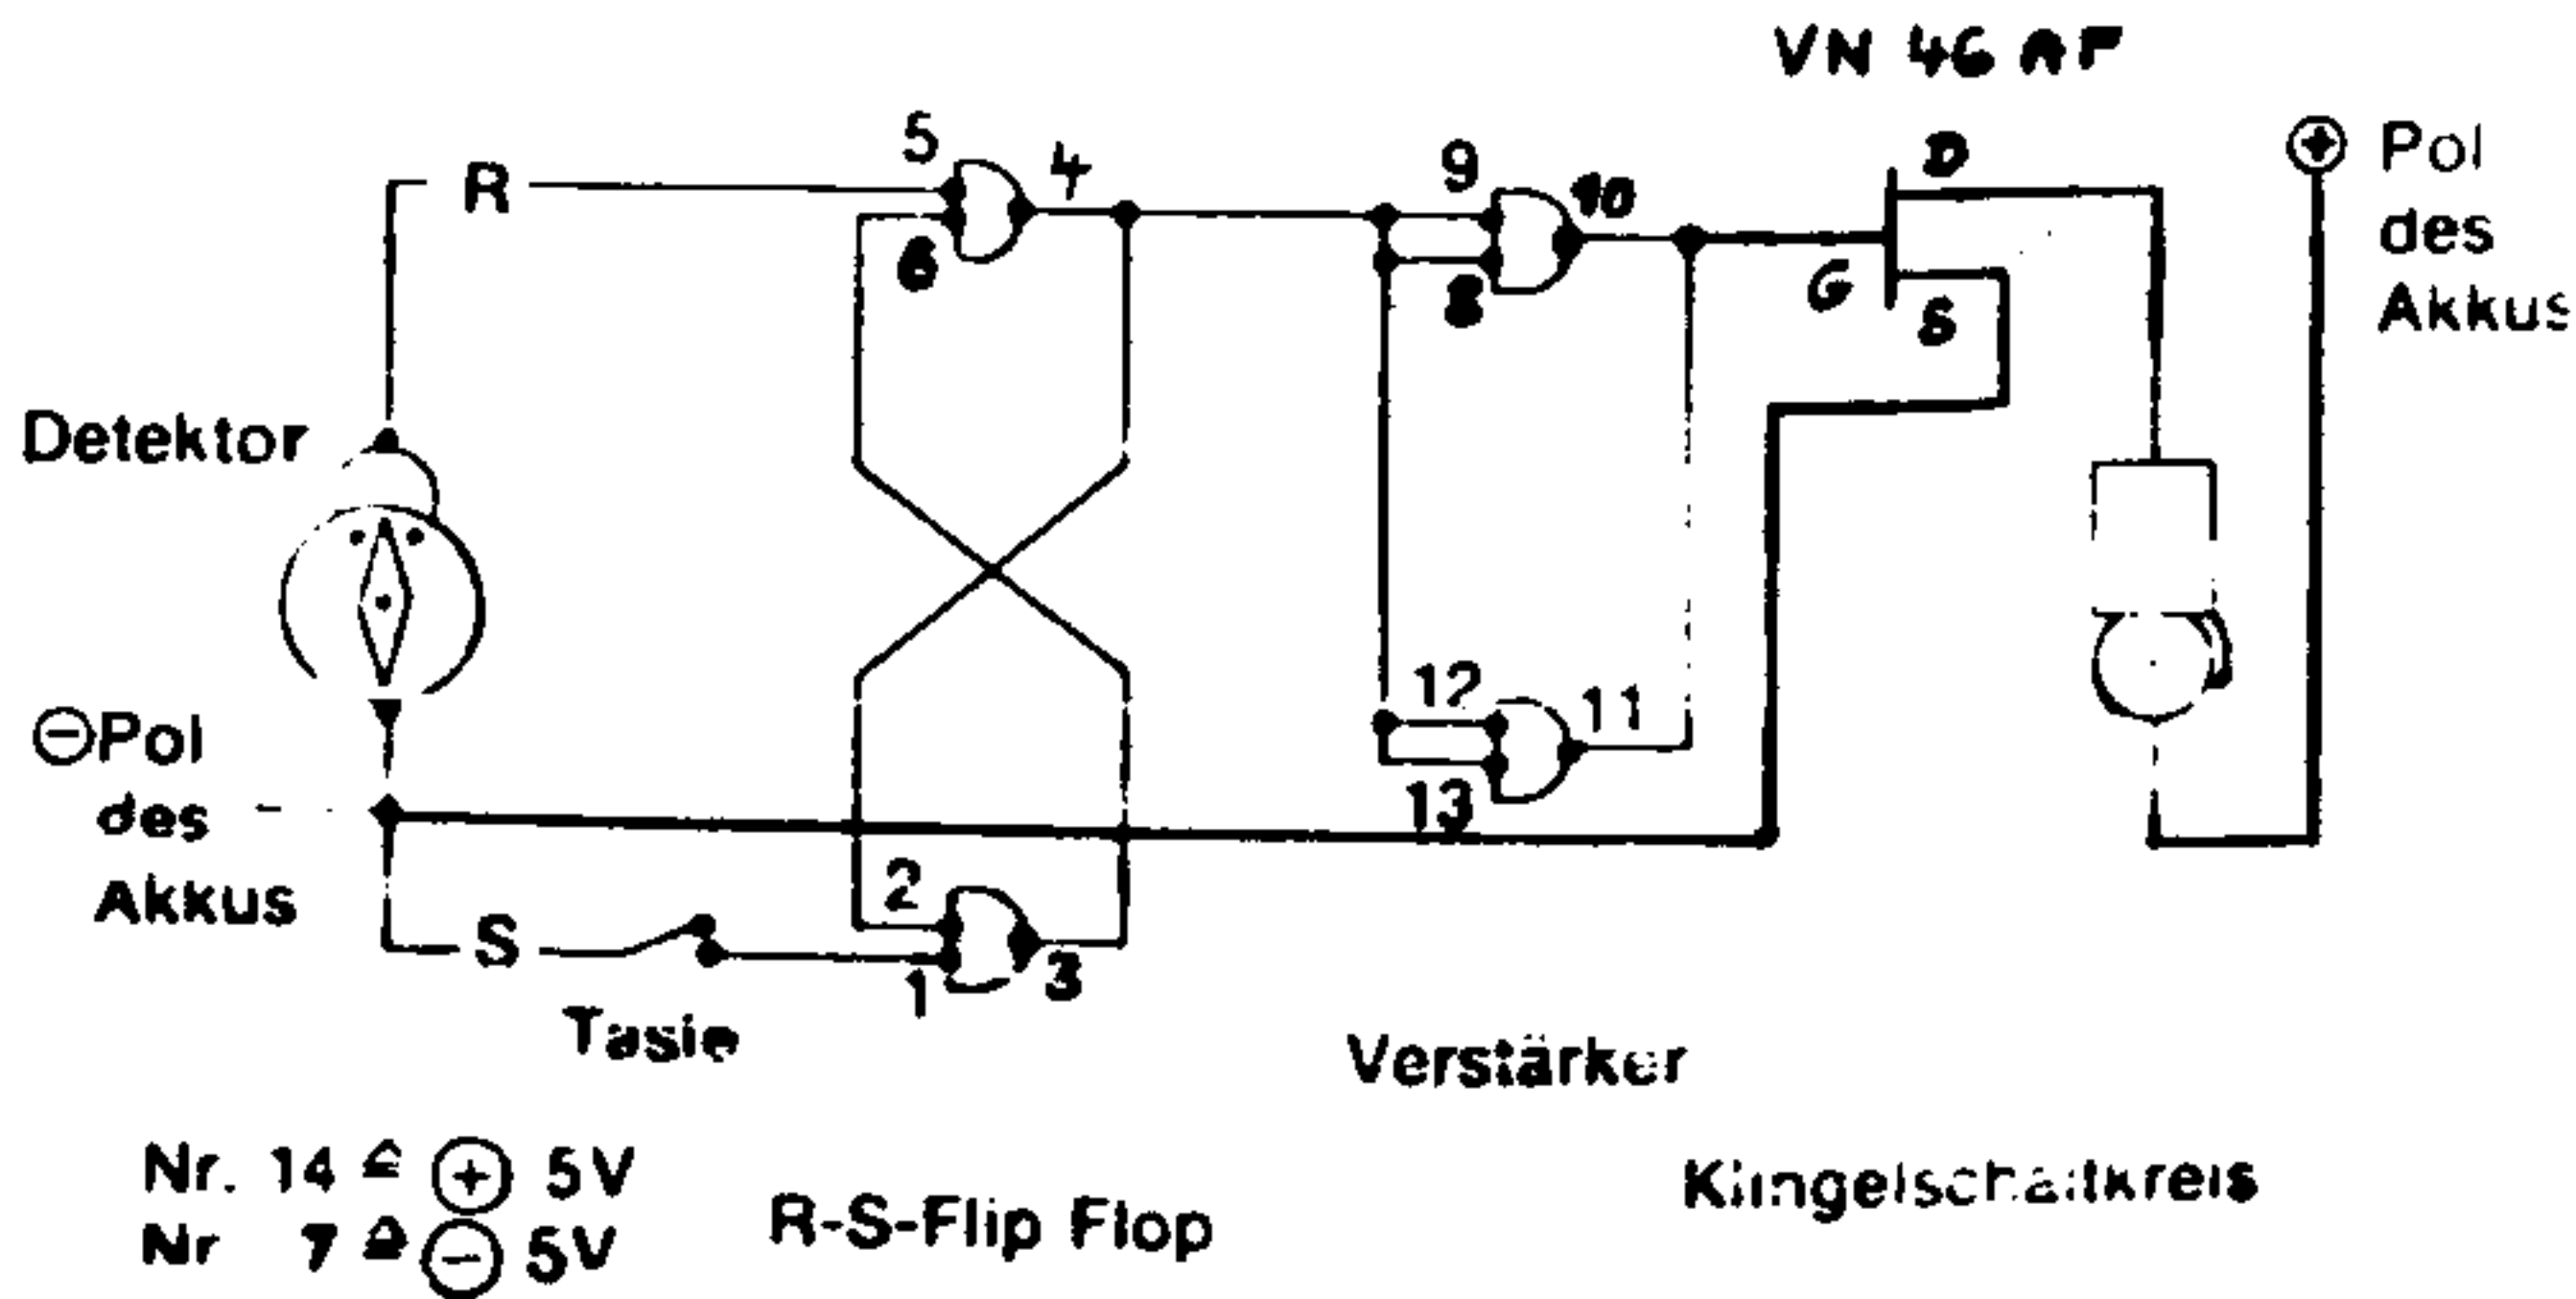 VN 46 AF
⊕ Pol
des
Akkus
5
4
R
9
10
D
6
8
G
S
Detektor
12
11
⊖Pol
des
Akkus
13
2
S
1
3
Taste
Verstärker
Nr. 14 ≙ ⊕ 5V
Nr 7 ≙ ⊖ 5V
R-S-Flip Flop
Klingelschaltkreis